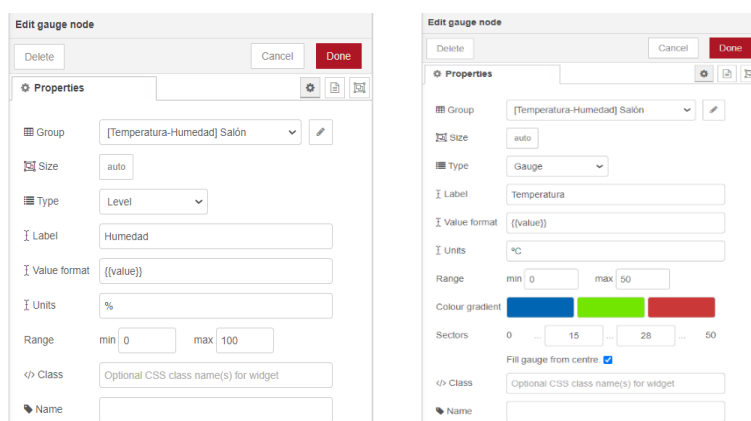 Edit gauge node
Delete
Cancel
Done
Properties
Group
[Temperatura-Humedad] Salón
Size
auto
Type
Level
Label
Humedad
Value format
{{value}}
Units
%
Range
min 0
max 100
</> Class
Optional CSS class name(s) for widget
Name
Edit gauge node
Delete
Cancel
Done
Properties
Group
[Temperatura-Humedad] Salón
Size
auto
Type
Gauge
Label
Temperatura
Value format
{{value}}
Units
ºC
Range
min 0
max 50
Colour gradient
Sectors
0 ... 15 ... 28 ... 50
Fill gauge from centre.
</> Class
Optional CSS class name(s) for widget
Name